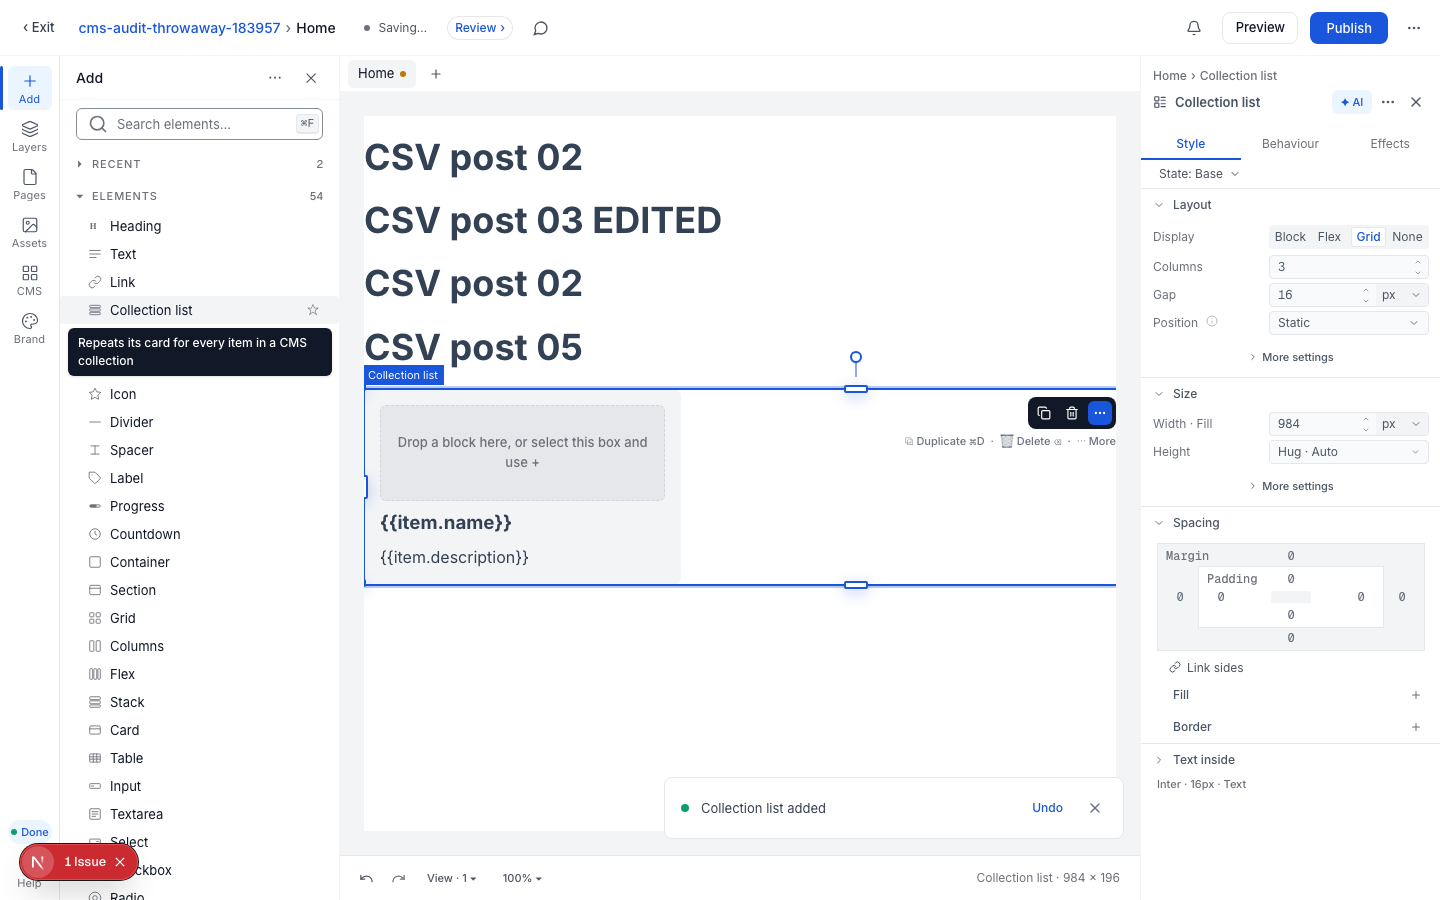 ‹ Exit
cms-audit-throwaway-183957 › Home
Saving...
Review ›
Preview
Publish
Add
Layers
Pages
Assets
CMS
Brand
Done
1 Issue
Help
Add
Search elements...
⌘F
RECENT 2
ELEMENTS 54
Heading
Text
Link
Collection list
Repeats its card for every item in a CMS
collection
Icon
Divider
Spacer
Label
Progress
Countdown
Container
Section
Grid
Columns
Flex
Stack
Card
Table
Input
Textarea
Select
ckbox
Radio
Home
CSV post 02
CSV post 03 EDITED
CSV post 02
CSV post 05
Collection list
Drop a block here, or select this box and
use +
{{item.name}}
{{item.description}}
Duplicate ⌘D · Delete ⌫ · ··· More
Collection list added
Undo
View · 1
100%
Collection list · 984 × 196
Home › Collection list
Collection list
AI
Style
Behaviour
Effects
State: Base
Layout
Display Block Flex Grid None
Columns 3
Gap 16 px
Position Static
More settings
Size
Width · Fill 984 px
Height Hug · Auto
More settings
Spacing
Margin 0
Padding 0
0 0 0 0
0
0
Link sides
Fill
Border
Text inside
Inter · 16px · Text